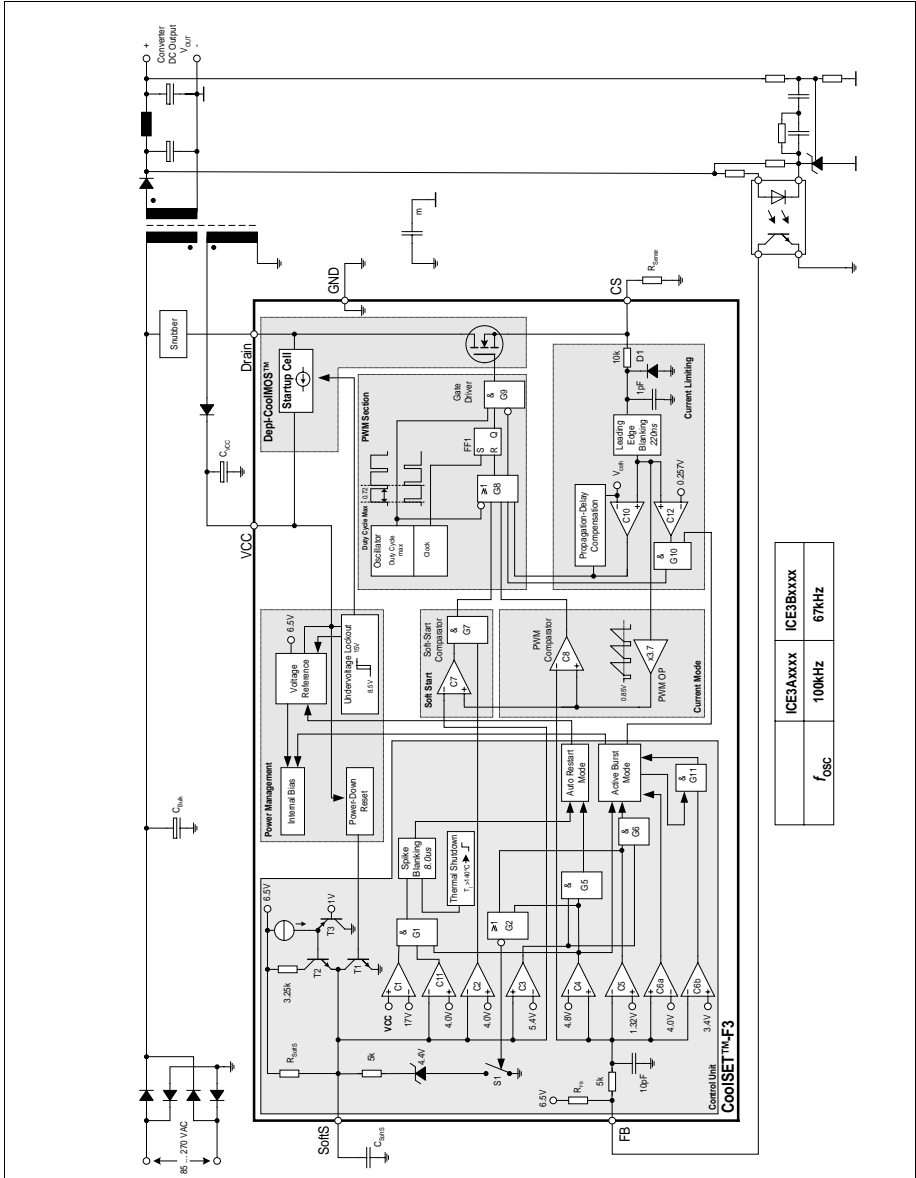 85 ... 270 VAC
C_Bulk
Snubber
C_VCC
Converter
DC Output
V_OUT
+
-
VCC
Drain
GND
CS
R_Sense
SoftS
C_SoftS
FB
m
Power Management
Internal Bias
Voltage
Reference
6.5V
Undervoltage Lockout
15V
8.5V
Power-Down
Reset
Depl-CoolMOS™
Startup Cell
PWM Section
Duty Cycle Max
0.72
Oscillator
Duty Cycle
max
Clock
≥1
G8
FF1
S
R
Q
Gate
Driver
&
G9
Soft Start
Soft-Start
Comparator
C7
&
G7
Current Mode
PWM
Comparator
C8
0.85V
x3.7
PWM OP
Current Limiting
Propagation-Delay
Compensation
V_csth
C10
C12
0.257V
&
G10
Leading
Edge
Blanking
220ns
10k
D1
1pF
Control Unit
6.5V
3.25k
R_SoftS
T1
T2
T3
1V
5k
4.4V
S1
VCC
17V
4.0V
4.0V
5.4V
4.8V
1.32V
4.0V
3.4V
C1
C11
C2
C3
C4
C5
C6a
C6b
&
G1
≥1
G2
&
G5
&
G6
&
G11
Spike
Blanking
8.0us
Thermal Shutdown
T_j >140°C
Auto Restart
Mode
Active Burst
Mode
6.5V
R_FB
5k
10pF
CoolSET™-F3
ICE3Axxxx ICE3Bxxxx
f_OSC 100kHz 67kHz